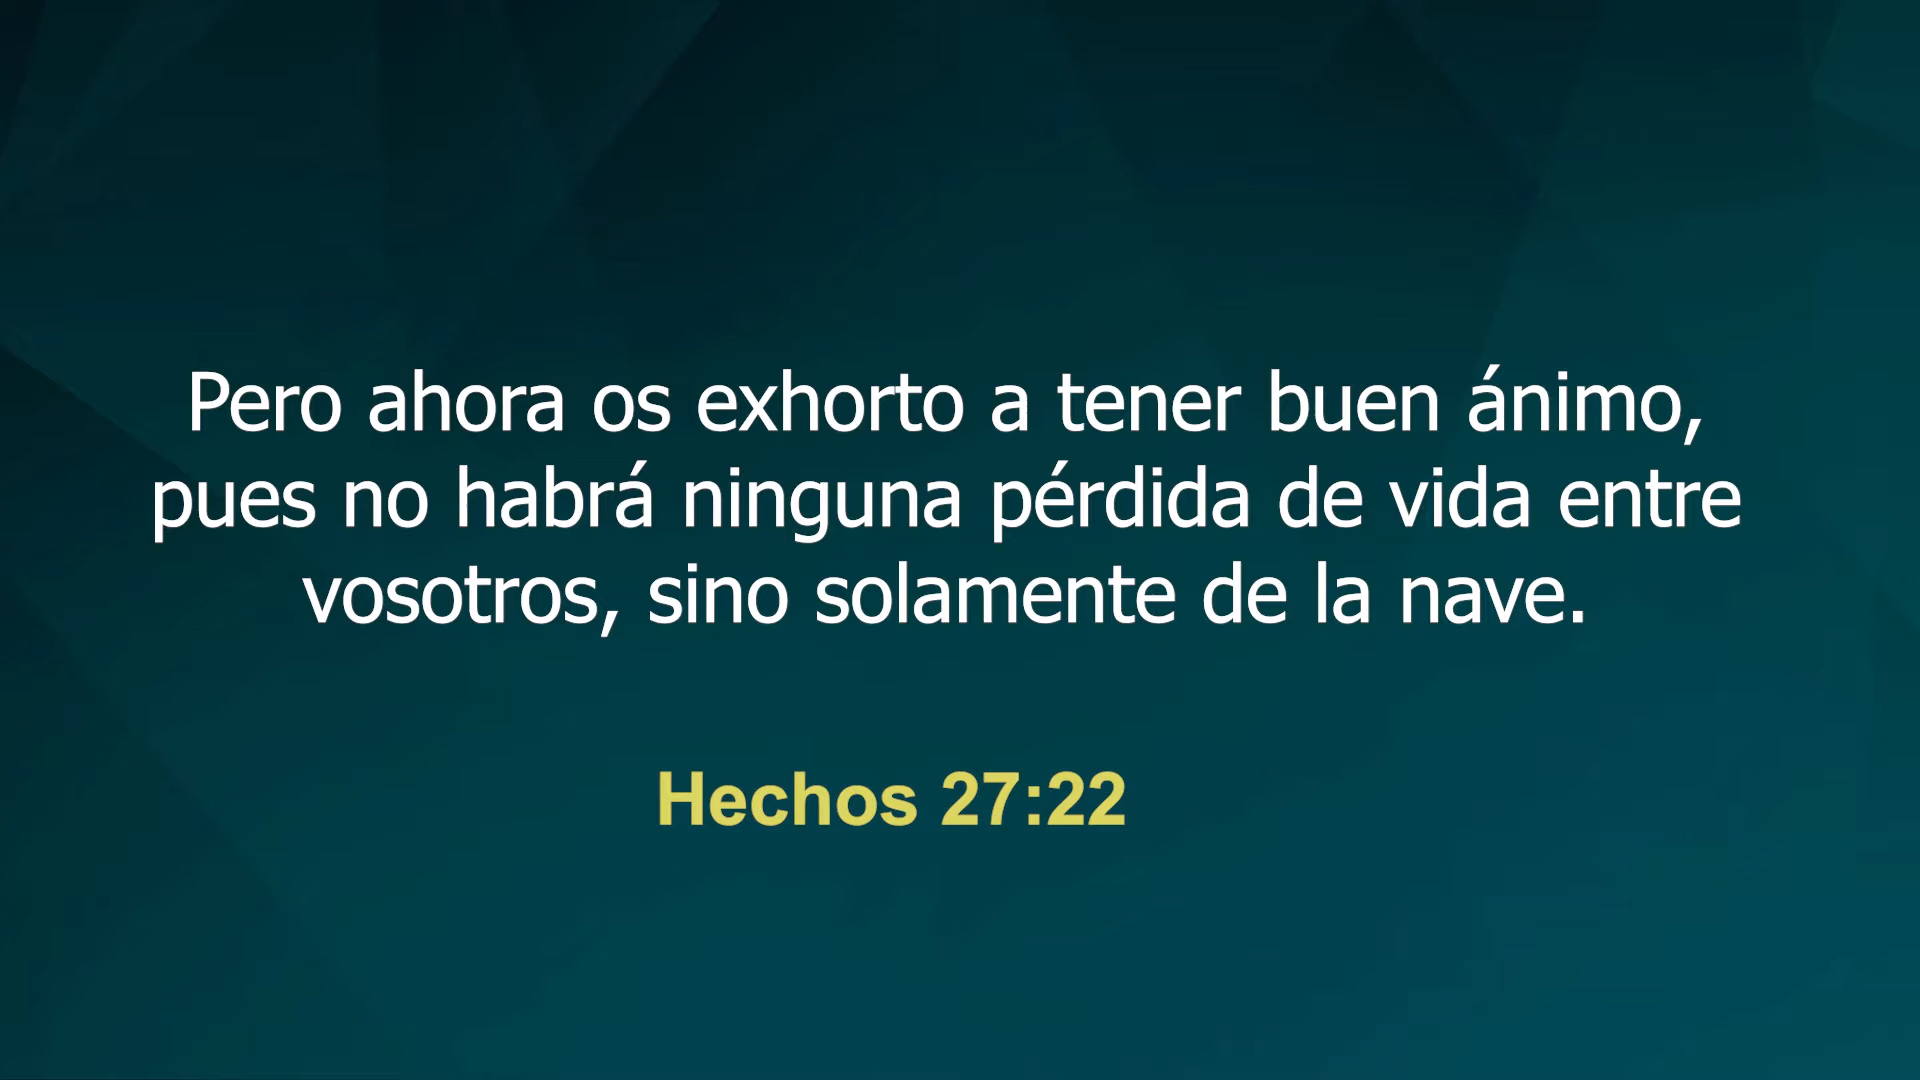 Pero ahora os exhorto a tener buen ánimo,
pues no habrá ninguna pérdida de vida entre
vosotros, sino solamente de la nave.
Hechos 27:22